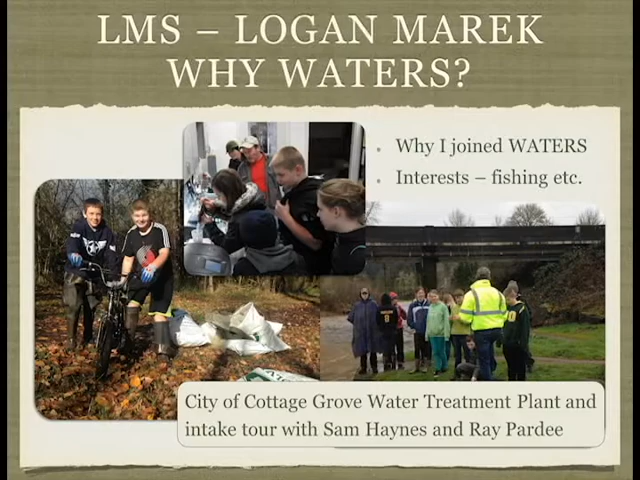 LMS – LOGAN MAREK
WHY WATERS?
Why I joined WATERS
Interests – fishing etc.
City of Cottage Grove Water Treatment Plant and
intake tour with Sam Haynes and Ray Pardee